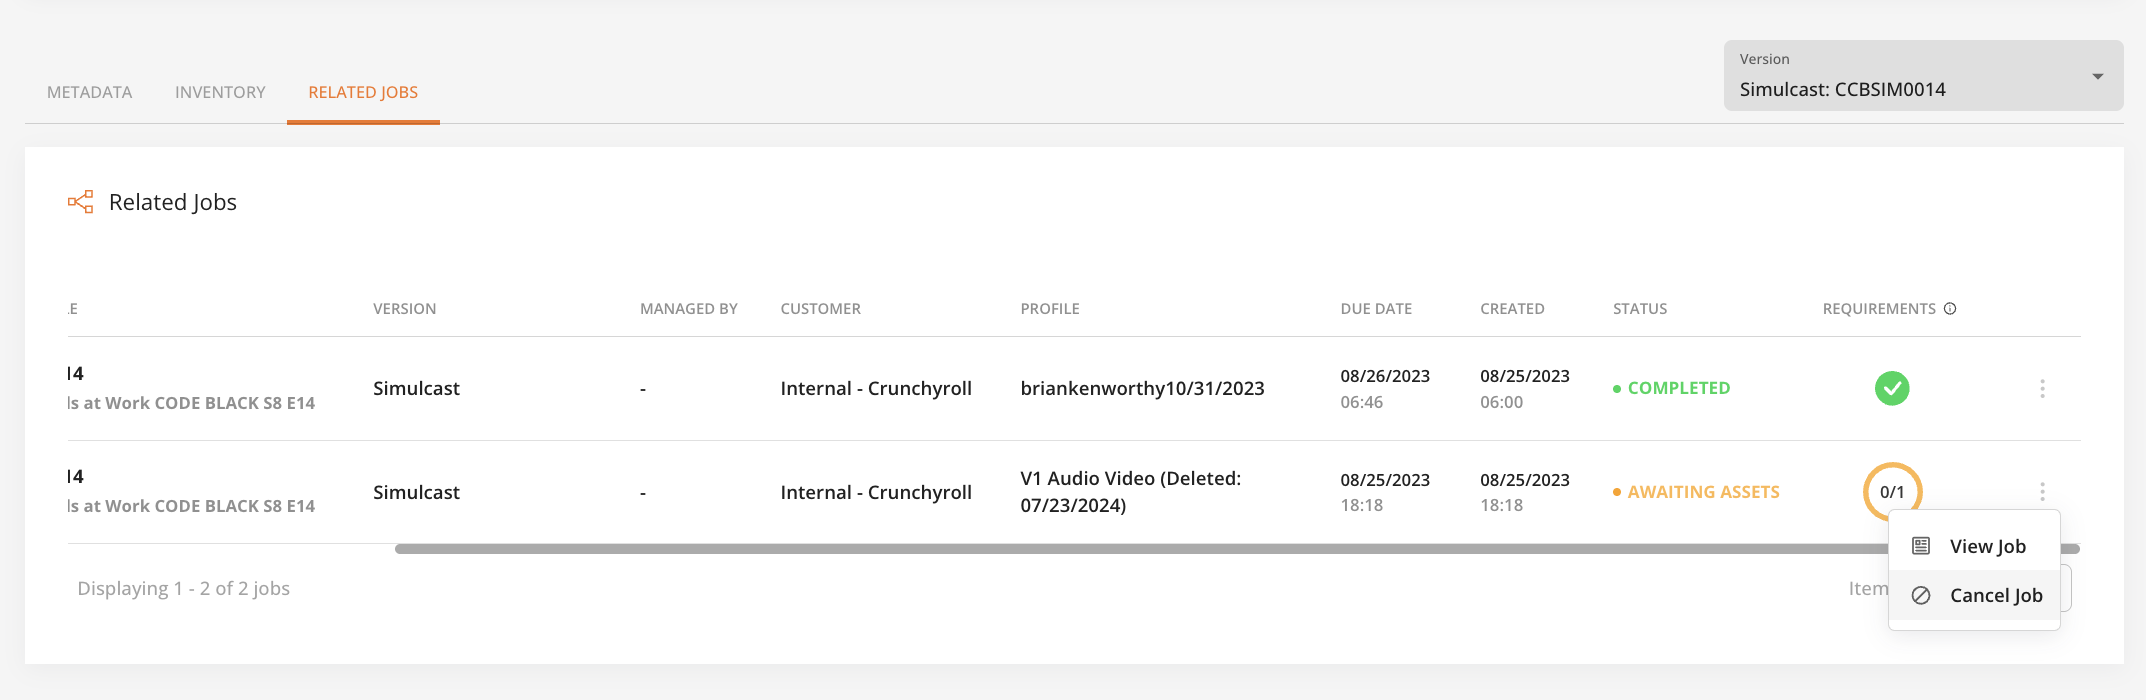 Version
Simulcast: CCBSIM0014
METADATA INVENTORY RELATED JOBS
Related Jobs
VERSION MANAGED BY CUSTOMER PROFILE DUE DATE CREATED STATUS REQUIREMENTS
14
ls at Work CODE BLACK S8 E14
Simulcast
-
Internal - Crunchyroll
briankenworthy10/31/2023
08/26/2023
06:46
08/25/2023
06:00
COMPLETED
14
ls at Work CODE BLACK S8 E14
Simulcast
-
Internal - Crunchyroll
V1 Audio Video (Deleted:
07/23/2024)
08/25/2023
18:18
08/25/2023
18:18
AWAITING ASSETS
0/1
View Job
Cancel Job
Displaying 1 - 2 of 2 jobs
Item